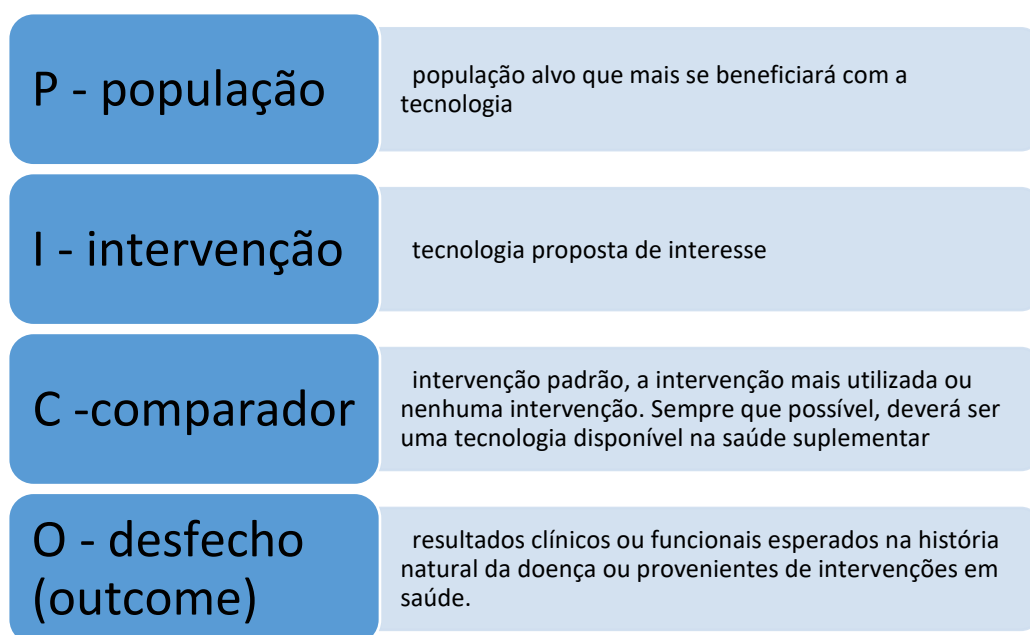 P - população
população alvo que mais se beneficiará com a
tecnologia
I - intervenção
tecnologia proposta de interesse
C -comparador
intervenção padrão, a intervenção mais utilizada ou
nenhuma intervenção. Sempre que possível, deverá ser
uma tecnologia disponível na saúde suplementar
O - desfecho
(outcome)
resultados clínicos ou funcionais esperados na história
natural da doença ou provenientes de intervenções em
saúde.